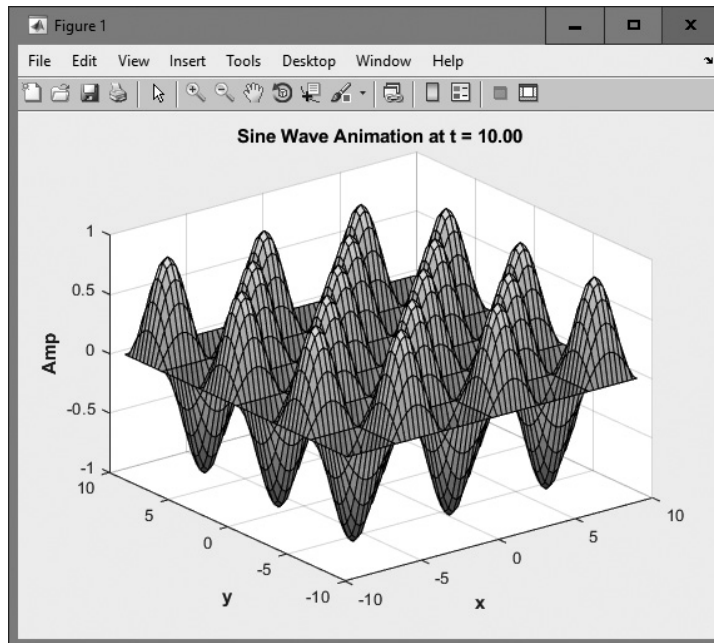 Figure 1
File Edit View Insert Tools Desktop Window Help
Sine Wave Animation at t = 10.00
1
0.5
0
-0.5
-1
Amp
10
5
0
-5
-10
y
-10
-5
0
5
10
x